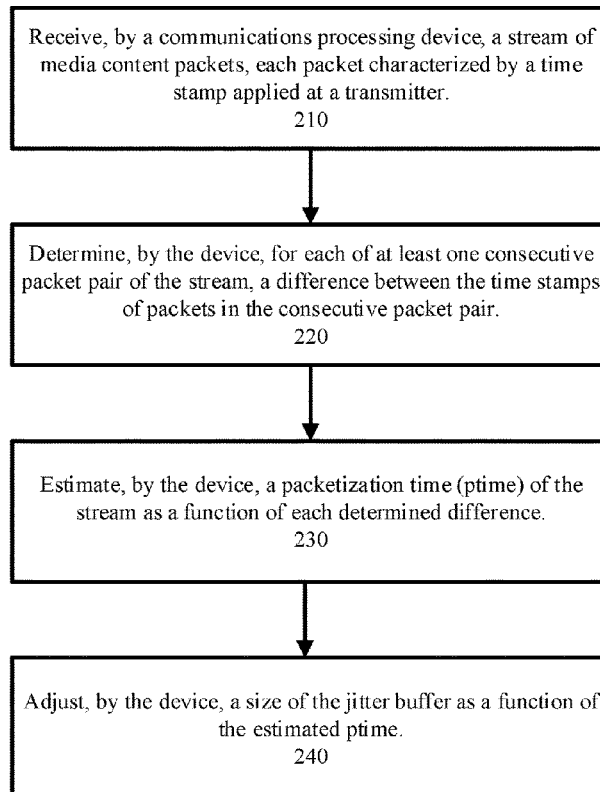 Receive, by a communications processing device, a stream of
media content packets, each packet characterized by a time
stamp applied at a transmitter.
210
Determine, by the device, for each of at least one consecutive
packet pair of the stream, a difference between the time stamps
of packets in the consecutive packet pair.
220
Estimate, by the device, a packetization time (ptime) of the
stream as a function of each determined difference.
230
Adjust, by the device, a size of the jitter buffer as a function of
the estimated ptime.
240